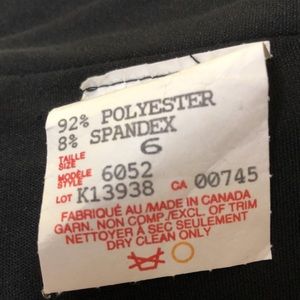 92% POLYESTER
8% SPANDEX
TAILLE
SIZE 6
MODÈLE
STYLE 6052
LOT K13938 CA 00745
FABRIQUÉ AU/MADE IN CANADA
GARN. NON COMP./EXCL. OF TRIM
NETTOYER À SEC SEULEMENT
DRY CLEAN ONLY